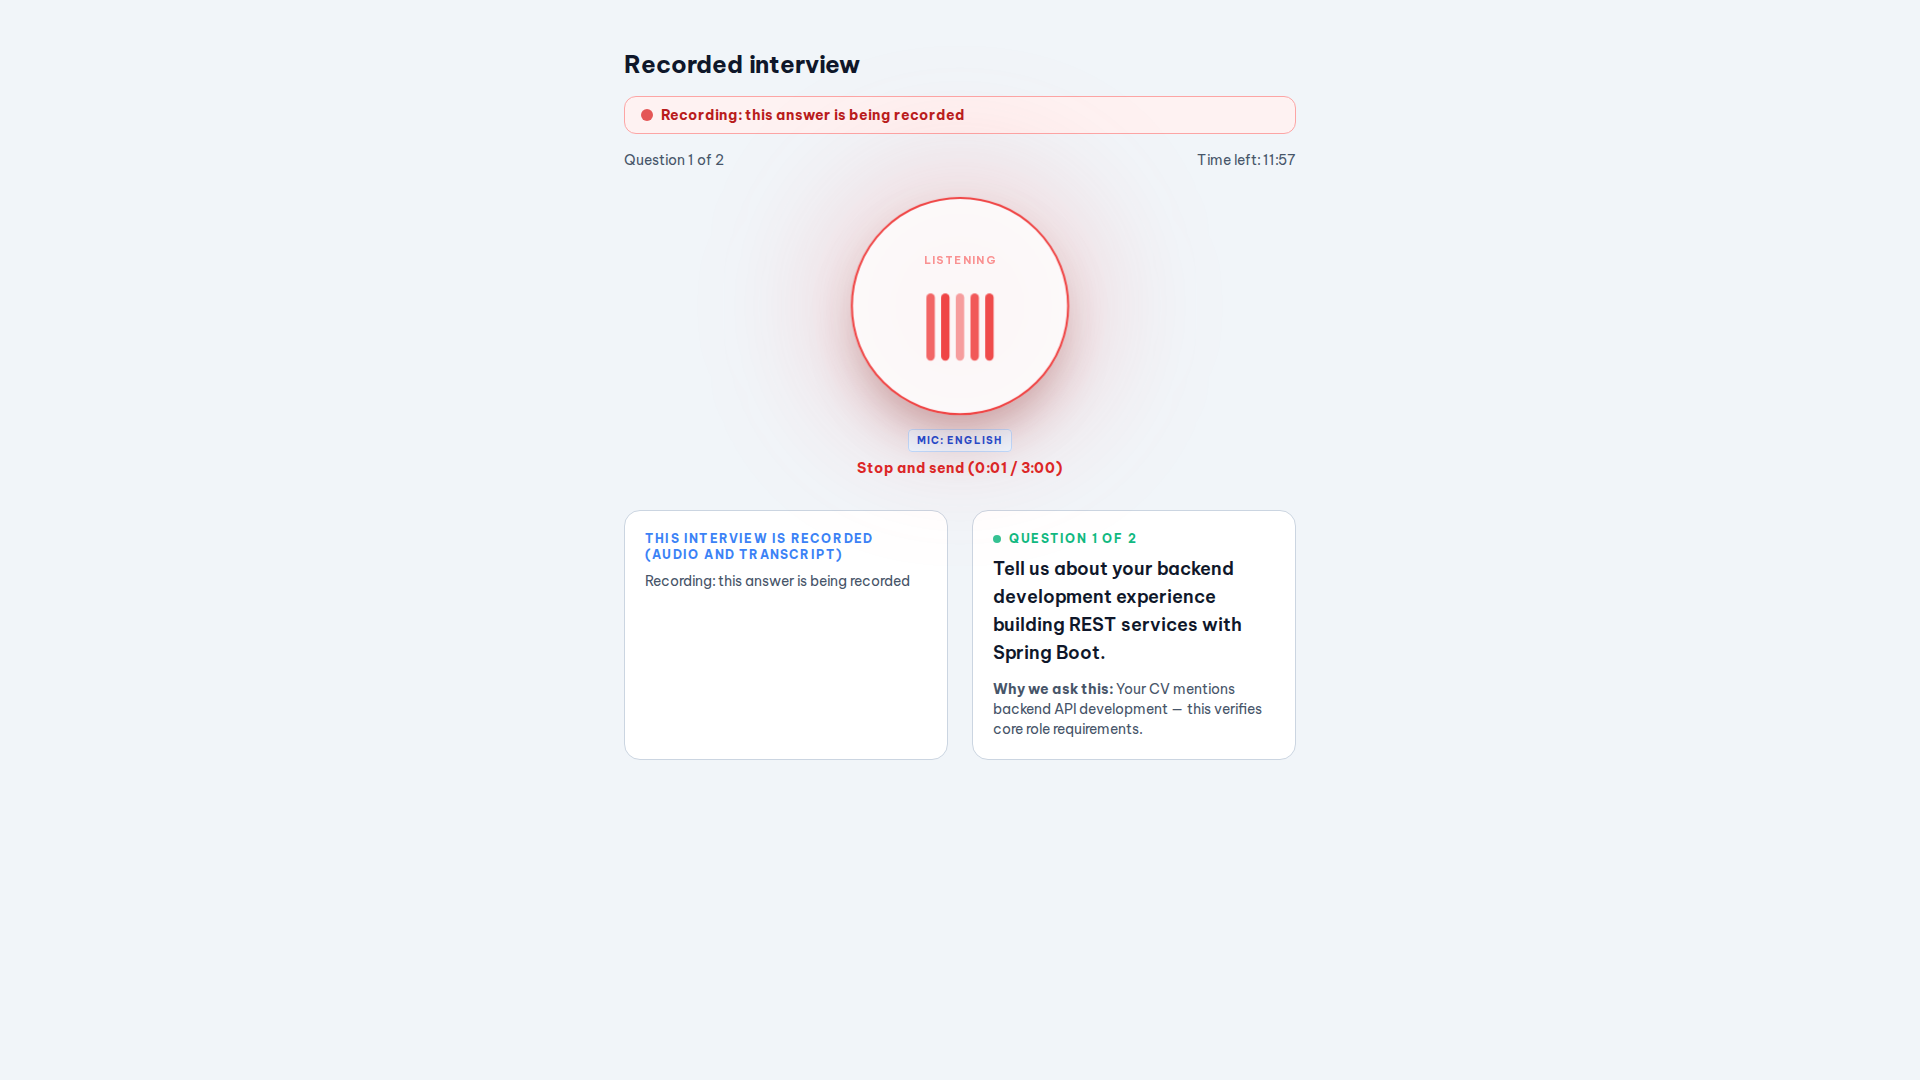 Recorded interview
Recording: this answer is being recorded
Question 1 of 2
Time left: 11:57
LISTENING
MIC: ENGLISH
Stop and send (0:01 / 3:00)
THIS INTERVIEW IS RECORDED
(AUDIO AND TRANSCRIPT)
Recording: this answer is being recorded
QUESTION 1 OF 2
Tell us about your backend
development experience
building REST services with
Spring Boot.
Why we ask this: Your CV mentions
backend API development — this verifies
core role requirements.